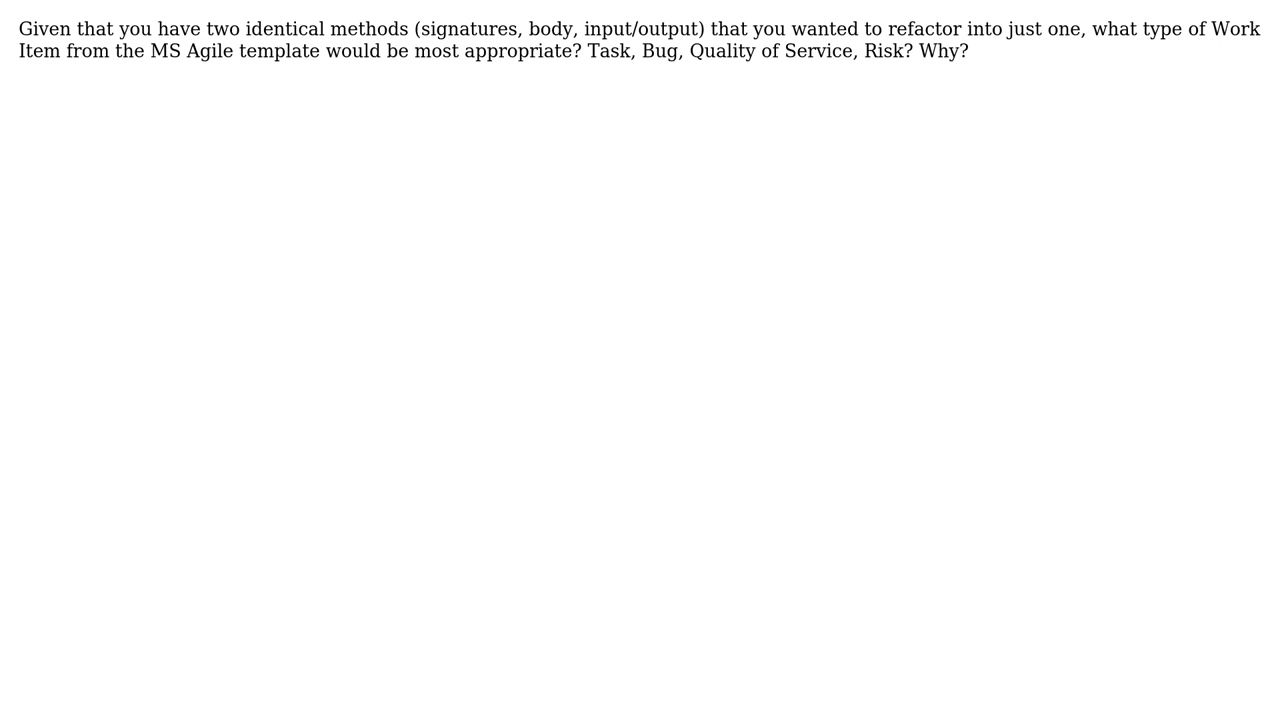 Given that you have two identical methods (signatures, body, input/output) that you wanted to refactor into just one, what type of Work
Item from the MS Agile template would be most appropriate? Task, Bug, Quality of Service, Risk? Why?